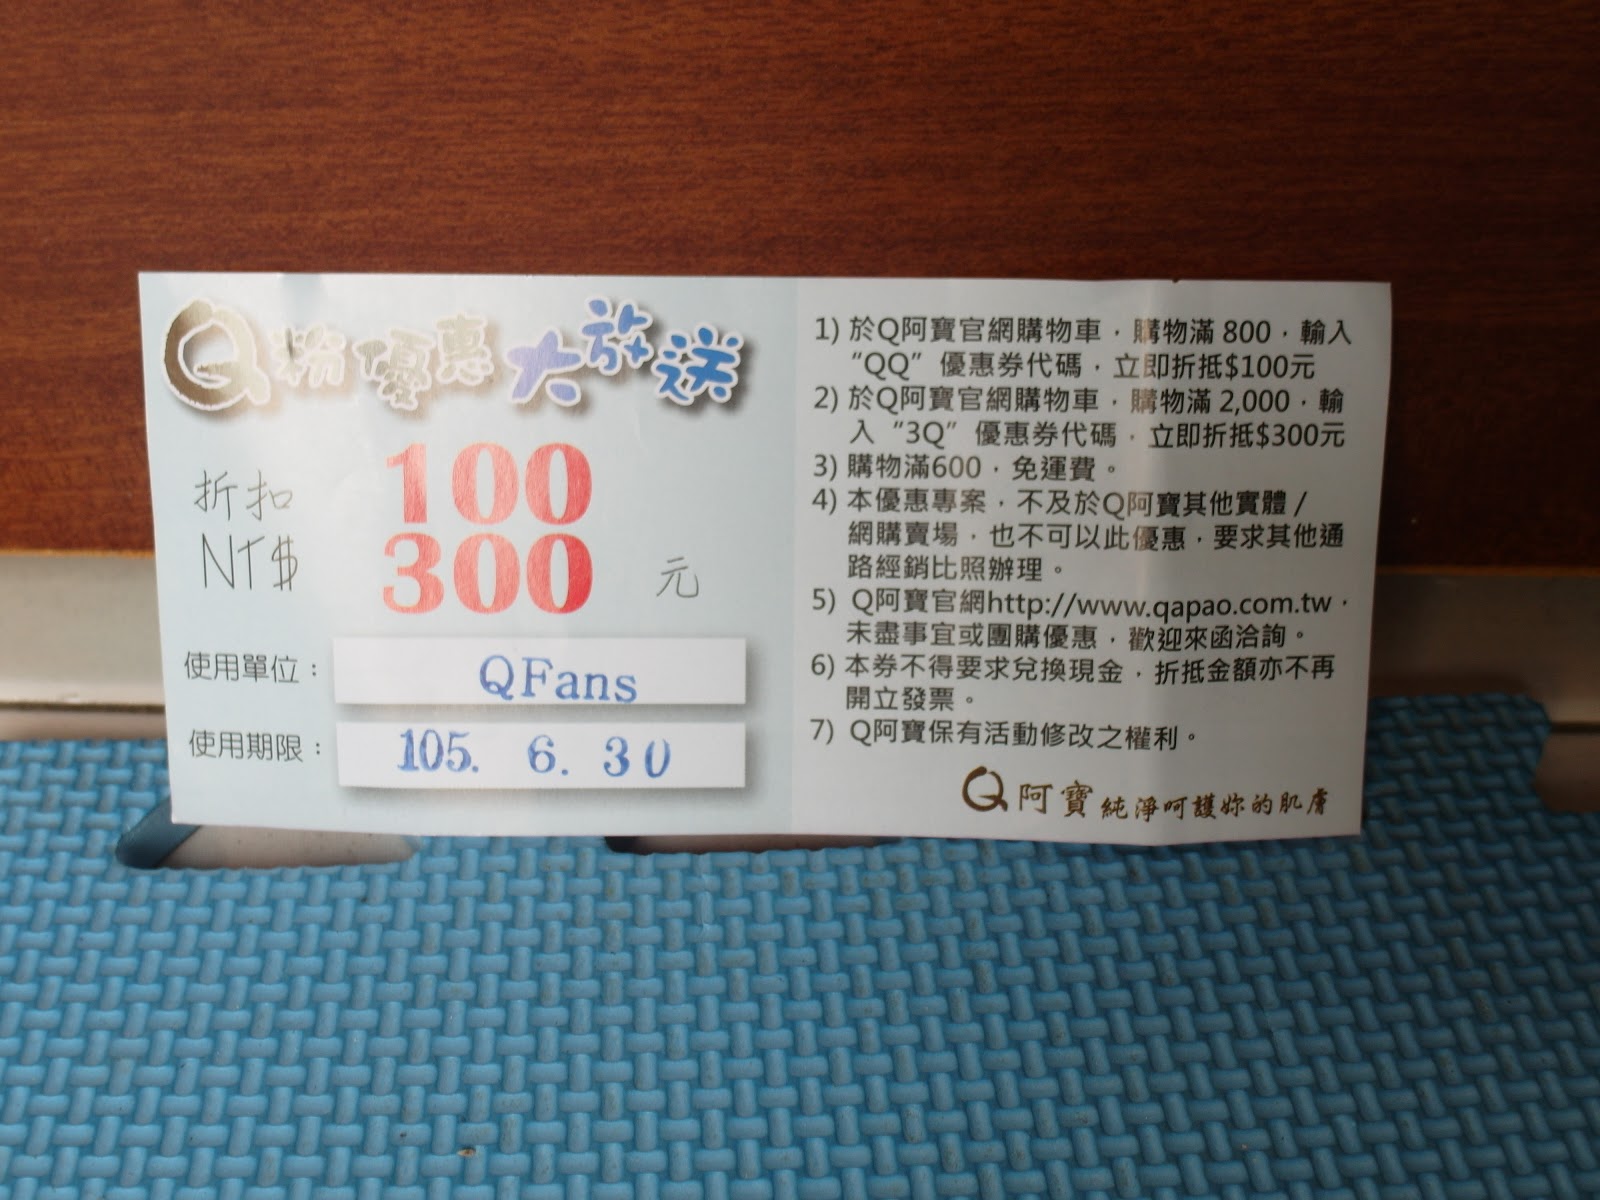 Q粉優惠大放送
折扣 100
NT$ 300 元
使用單位：QFans
使用期限：105. 6. 30
1) 於Q阿寶官網購物車，購物滿 800，輸入
“QQ” 優惠券代碼，立即折抵$100元
2) 於Q阿寶官網購物車，購物滿 2,000，輸
入 “3Q” 優惠券代碼，立即折抵$300元
3) 購物滿600，免運費。
4) 本優惠專案，不及於Q阿寶其他實體 /
網購賣場，也不可以此優惠，要求其他通
路經銷比照辦理。
5) Q阿寶官網http://www.qapao.com.tw，
未盡事宜或團購優惠，歡迎來函洽詢。
6) 本券不得要求兌換現金，折抵金額亦不再
開立發票。
7) Q阿寶保有活動修改之權利。
Q阿寶 純淨呵護妳的肌膚